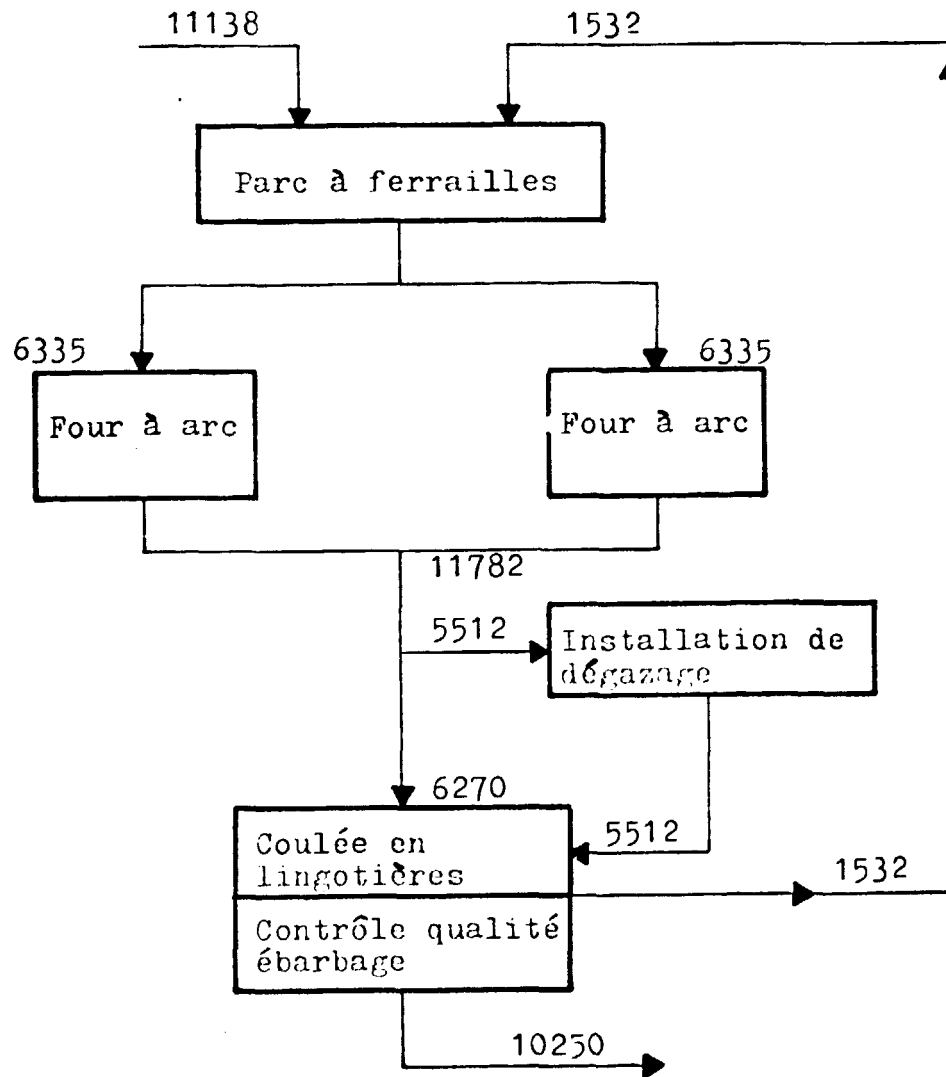 11138
1532
Parc à ferrailles
6335
6335
Four à arc
Four à arc
11782
5512
Installation de
dégazage
6270
5512
Coulée en
lingotières
1532
Contrôle qualité
ébarbage
10250